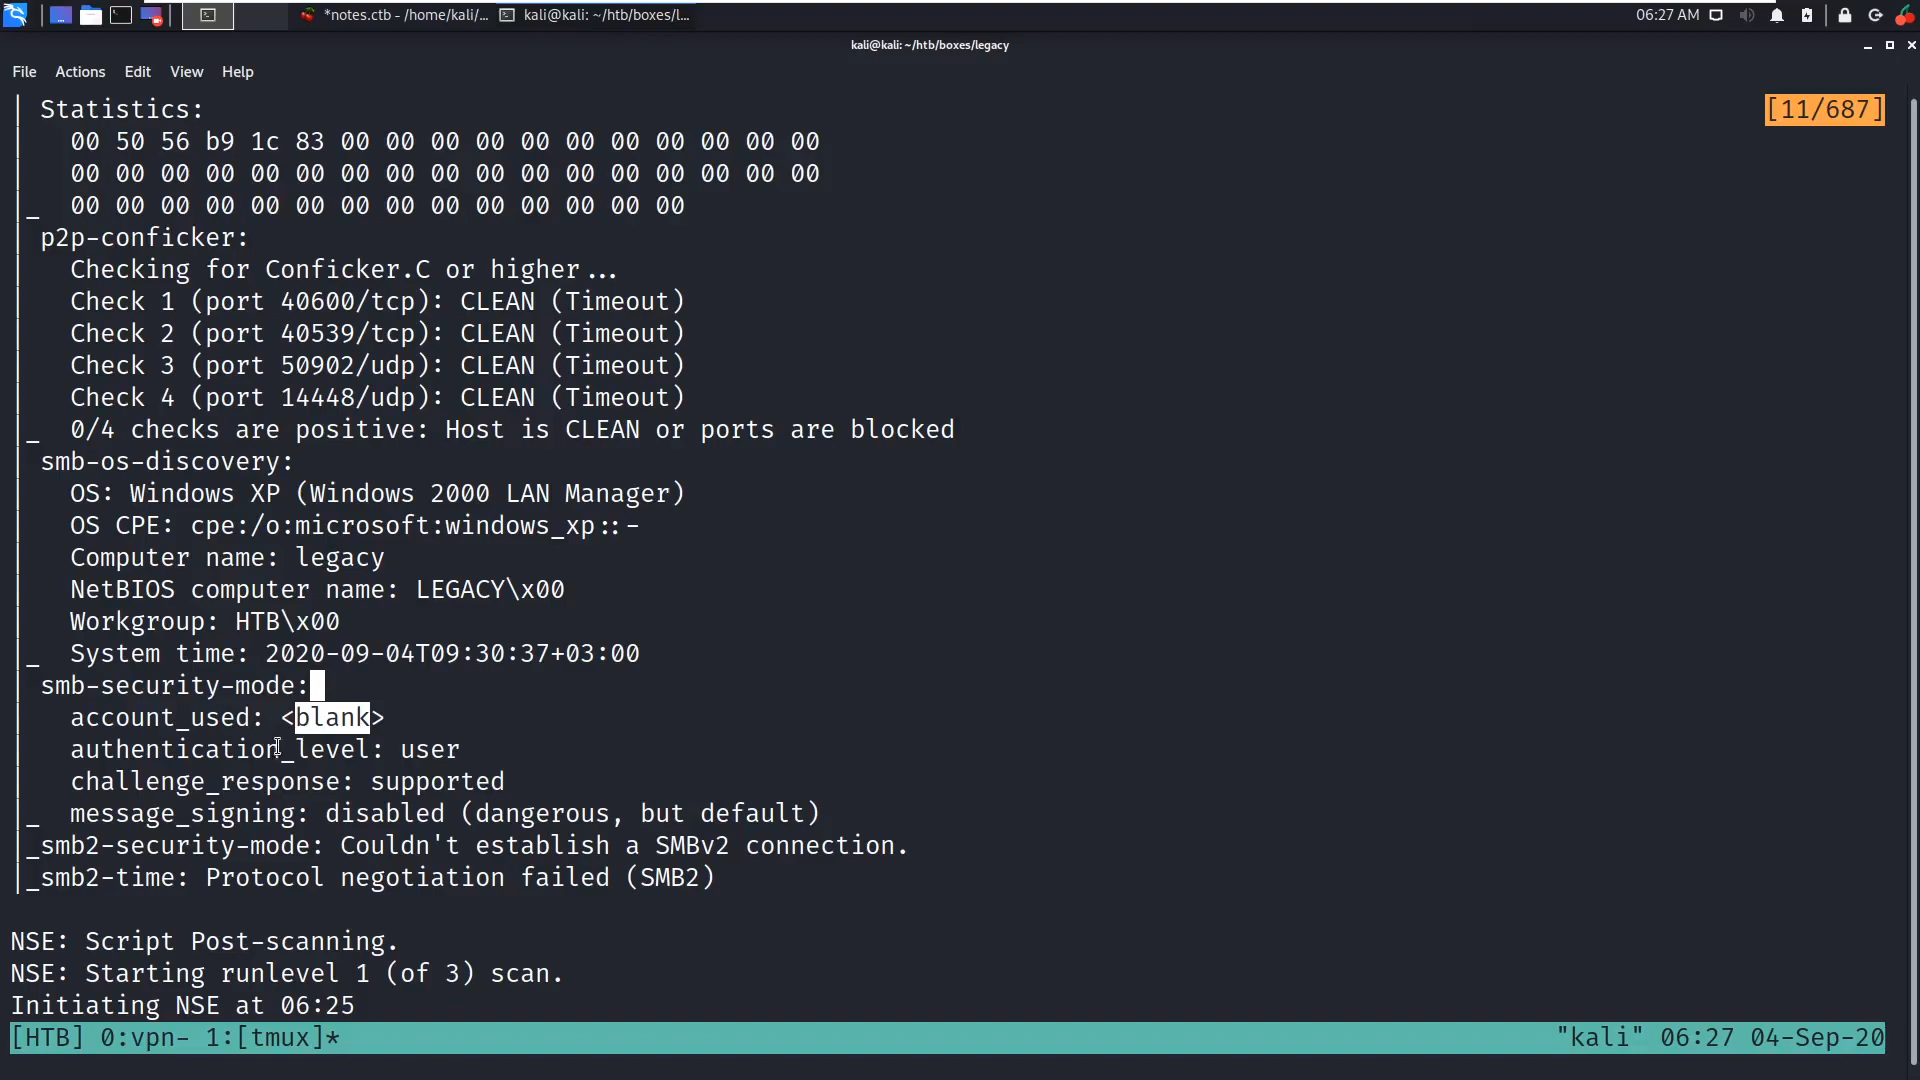 *notes.ctb - /home/kali/...
kali@kali: ~/htb/boxes/l...
06:27 AM
kali@kali: ~/htb/boxes/legacy
File Actions Edit View Help
| Statistics:
[11/687]
|   00 50 56 b9 1c 83 00 00 00 00 00 00 00 00 00 00 00
|   00 00 00 00 00 00 00 00 00 00 00 00 00 00 00 00 00
|_  00 00 00 00 00 00 00 00 00 00 00 00 00 00
| p2p-conficker:
|   Checking for Conficker.C or higher...
|   Check 1 (port 40600/tcp): CLEAN (Timeout)
|   Check 2 (port 40539/tcp): CLEAN (Timeout)
|   Check 3 (port 50902/udp): CLEAN (Timeout)
|   Check 4 (port 14448/udp): CLEAN (Timeout)
|_  0/4 checks are positive: Host is CLEAN or ports are blocked
| smb-os-discovery:
|   OS: Windows XP (Windows 2000 LAN Manager)
|   OS CPE: cpe:/o:microsoft:windows_xp::-
|   Computer name: legacy
|   NetBIOS computer name: LEGACY\x00
|   Workgroup: HTB\x00
|_  System time: 2020-09-04T09:30:37+03:00
| smb-security-mode:
|   account_used: <blank>
|   authentication_level: user
|   challenge_response: supported
|_  message_signing: disabled (dangerous, but default)
|_smb2-security-mode: Couldn't establish a SMBv2 connection.
|_smb2-time: Protocol negotiation failed (SMB2)
NSE: Script Post-scanning.
NSE: Starting runlevel 1 (of 3) scan.
Initiating NSE at 06:25
[HTB] 0:vpn- 1:[tmux]*
"kali" 06:27 04-Sep-20